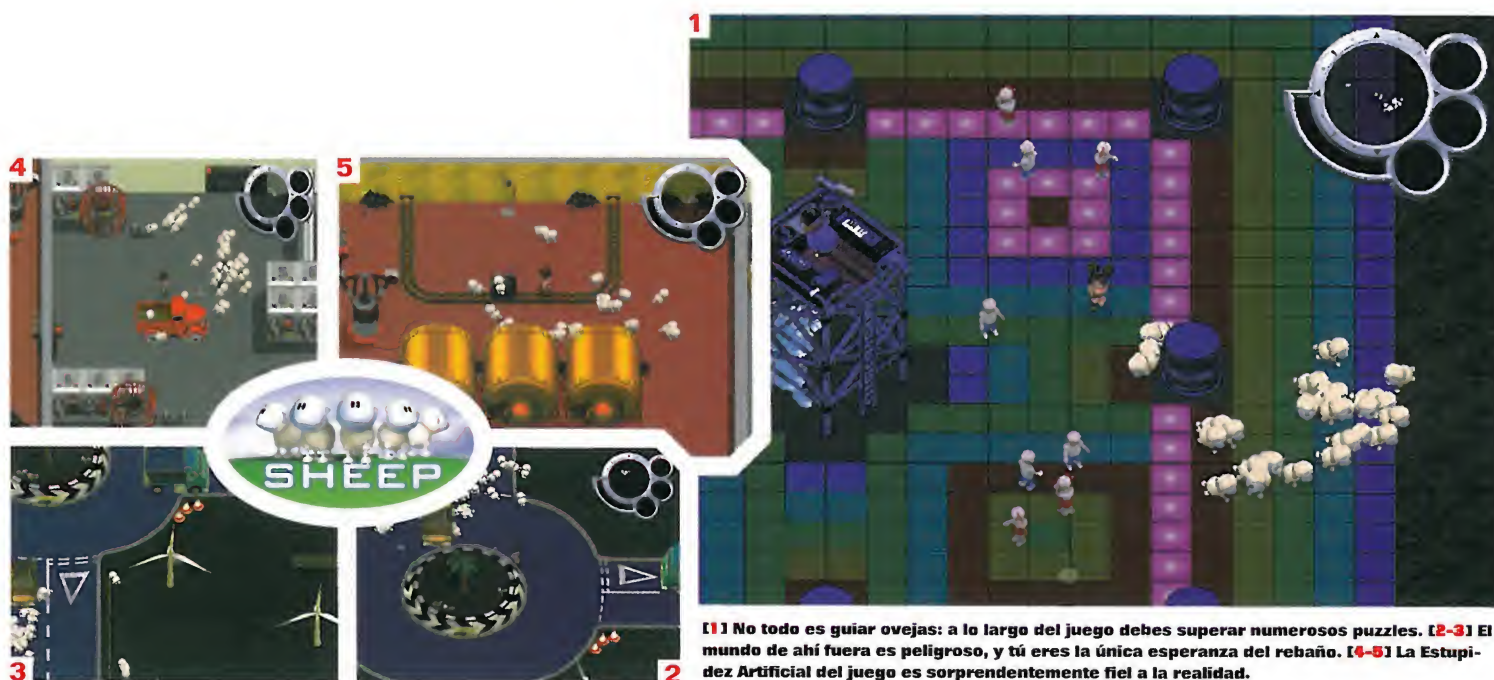 1
4
5
SHEEP
3
2
[1] No todo es guiar ovejas: a lo largo del juego debes superar numerosos puzzles. [2-3] El
mundo de ahí fuera es peligroso, y tú eres la única esperanza del rebaño. [4-5] La Estupi-
dez Artificial del juego es sorprendentemente fiel a la realidad.